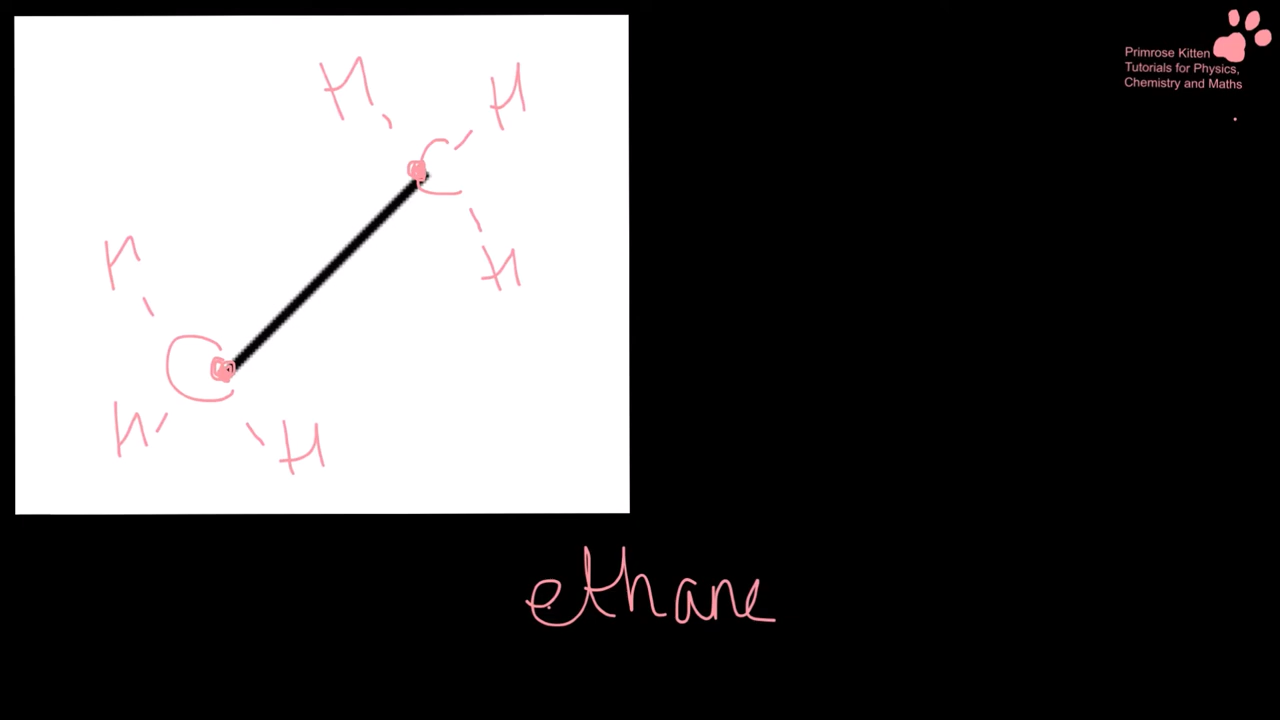 H H
Primrose Kitten
Tutorials for Physics,
Chemistry and Maths
C
H
H
C
H H
ethane